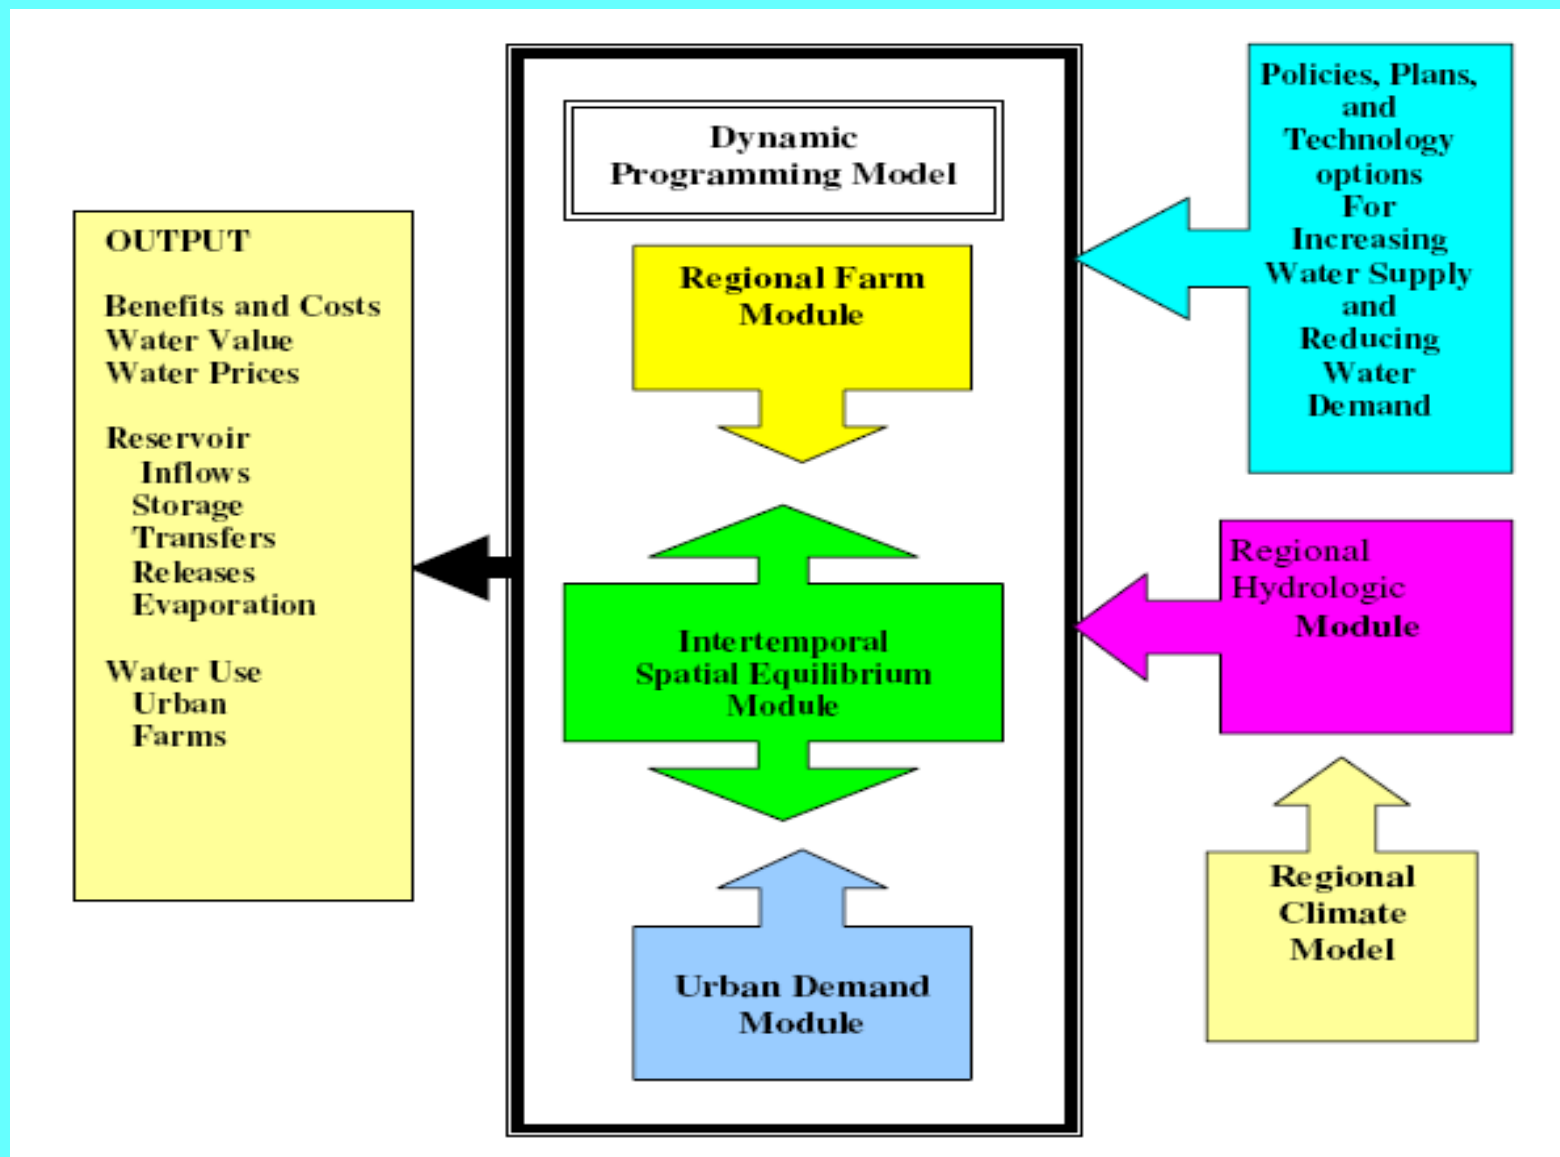 OUTPUT
Benefits and Costs
Water Value
Water Prices
Reservoir
Inflows
Storage
Transfers
Releases
Evaporation
Water Use
Urban
Farms
Dynamic
Programming Model
Regional Farm
Module
Intertemporal
Spatial Equilibrium
Module
Urban Demand
Module
Policies, Plans,
and
Technology
options
For
Increasing
Water Supply
and
Reducing
Water
Demand
Regional
Hydrologic
Module
Regional
Climate
Model